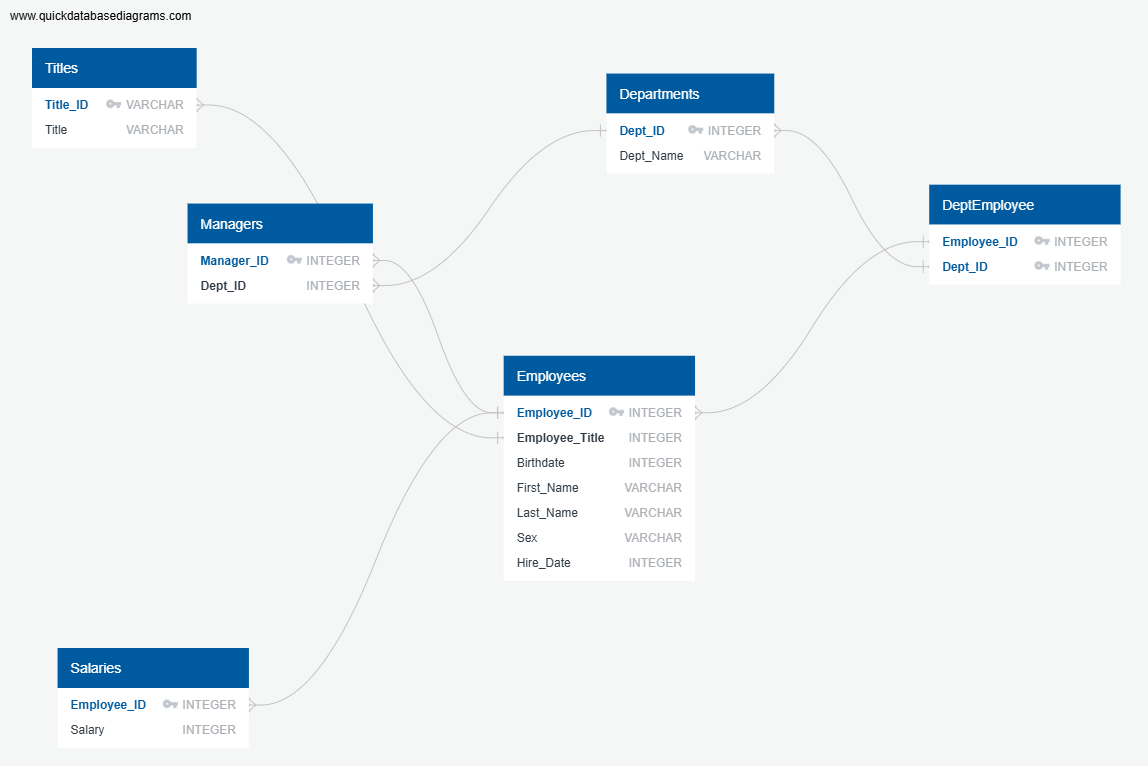 www.quickdatabasediagrams.com
Titles
Title_ID VARCHAR
Title VARCHAR
Departments
Dept_ID INTEGER
Dept_Name VARCHAR
DeptEmployee
Employee_ID INTEGER
Dept_ID INTEGER
Managers
Manager_ID INTEGER
Dept_ID INTEGER
Employees
Employee_ID INTEGER
Employee_Title INTEGER
Birthdate INTEGER
First_Name VARCHAR
Last_Name VARCHAR
Sex VARCHAR
Hire_Date INTEGER
Salaries
Employee_ID INTEGER
Salary INTEGER